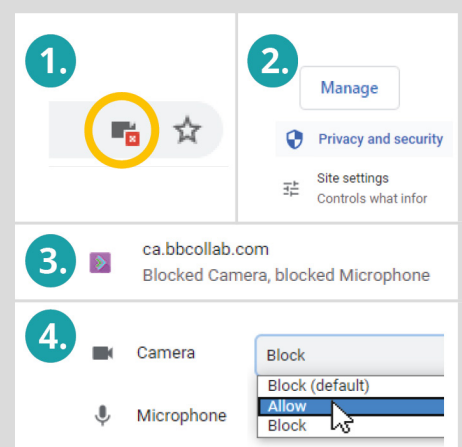 1.
2.
Manage
Privacy and security
Site settings
Controls what infor
3.
ca.bbcollab.com
Blocked Camera, blocked Microphone
4.
Camera
Block
Block (default)
Allow
Microphone
Block